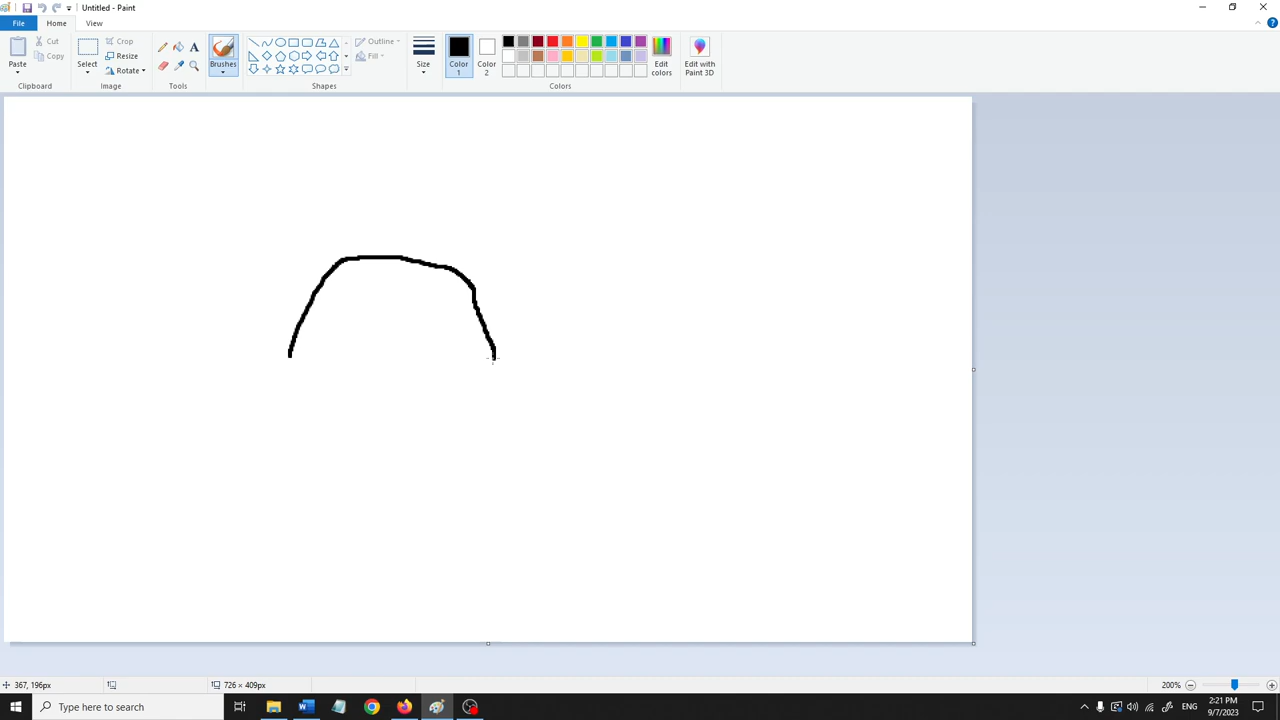 Untitled - Paint
File Home View
Paste
Cut
Copy
Clipboard
Select
Crop
Resize
Rotate
Image
A
Tools
Brushes
Outline
Fill
Shapes
Size
Color 1
Color 2
Edit colors
Colors
Edit with Paint 3D
367, 196px
726 × 409px
200%
Type here to search
ENG
2:21 PM
9/7/2023